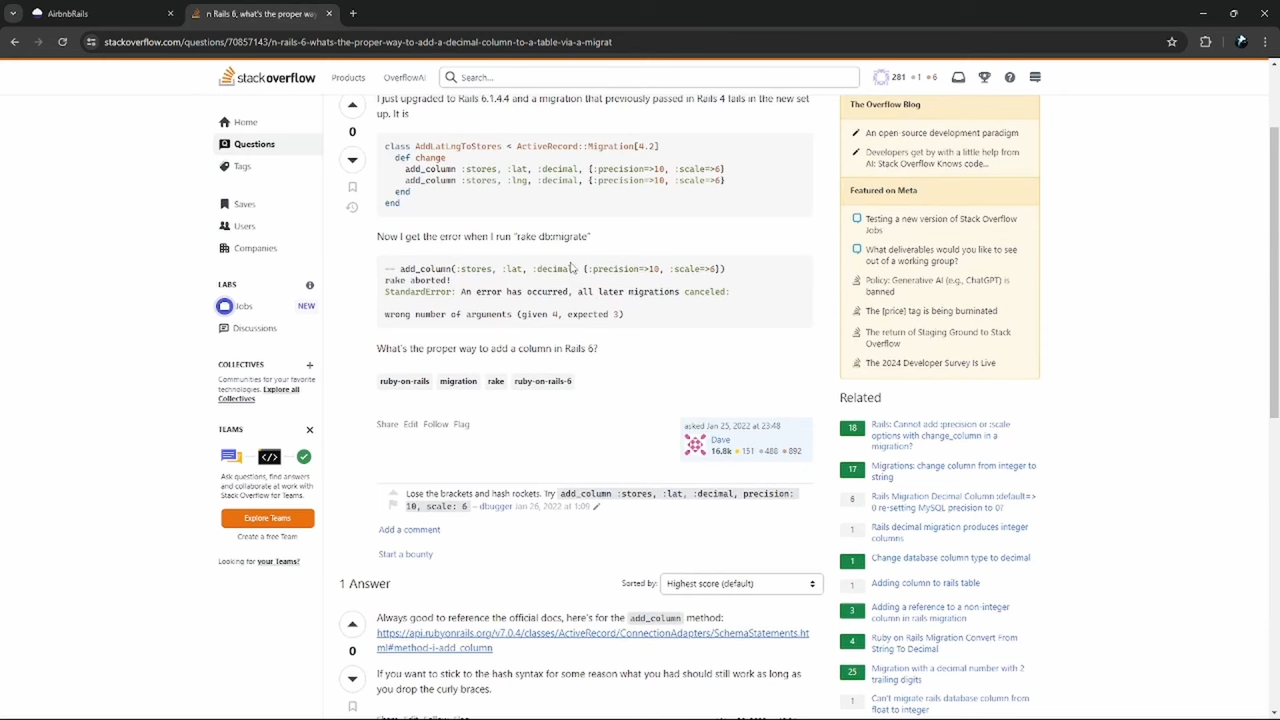 AirbnbRails
n Rails 6, what's the proper way
stackoverflow.com/questions/70857143/n-rails-6-whats-the-proper-way-to-add-a-decimal-column-to-a-table-via-a-migrat
stackoverflow
Products
OverflowAI
Search...
281
1
6
Home
Questions
Tags
Saves
Users
Companies
LABS
Jobs
NEW
Discussions
COLLECTIVES
Communities for your favorite
technologies. Explore all
Collectives
TEAMS
Ask questions, find answers
and collaborate at work with
Stack Overflow for Teams.
Explore Teams
Create a free Team
Looking for your Teams?
I just upgraded to Rails 6.1.4.4 and a migration that previously passed in Rails 4 fails in the new set
up. It is
0
class AddLatLngToStores < ActiveRecord::Migration[4.2]
def change
add_column :stores, :lat, :decimal, {:precision=>10, :scale=>6}
add_column :stores, :lng, :decimal, {:precision=>10, :scale=>6}
end
end
Now I get the error when I run "rake db:migrate"
-- add_column(:stores, :lat, :decimal, {:precision=>10, :scale=>6})
rake aborted!
StandardError: An error has occurred, all later migrations canceled:
wrong number of arguments (given 4, expected 3)
What's the proper way to add a column in Rails 6?
ruby-on-rails
migration
rake
ruby-on-rails-6
Share Edit Follow Flag
asked Jan 25, 2022 at 23:48
Dave
16.8k 151 488 892
Lose the brackets and hash rockets. Try add_column :stores, :lat, :decimal, precision:
10, scale: 6 – dbugger Jan 26, 2022 at 1:09
Add a comment
Start a bounty
1 Answer
Sorted by:
Highest score (default)
Always good to reference the official docs, here's for the add_column method:
https://api.rubyonrails.org/v7.0.4/classes/ActiveRecord/ConnectionAdapters/SchemaStatements.ht
ml#method-i-add_column
0
If you want to stick to the hash syntax for some reason what you had should still work as long as
you drop the curly braces.
The Overflow Blog
An open-source development paradigm
Developers get by with a little help from
AI: Stack Overflow Knows code...
Featured on Meta
Testing a new version of Stack Overflow
Jobs
What deliverables would you like to see
out of a working group?
Policy: Generative AI (e.g., ChatGPT) is
banned
The [price] tag is being burninated
The return of Staging Ground to Stack
Overflow
The 2024 Developer Survey Is Live
Related
18
Rails: Cannot add :precision or :scale
options with change_column in a
migration?
17
Migrations: change column from integer to
string
6
Rails Migration Decimal Column :default=>
0 re-setting MySQL precision to 0?
1
Rails decimal migration produces integer
columns
1
Change database column type to decimal
1
Adding column to rails table
3
Adding a reference to a non-integer
column in rails migration
4
Ruby on Rails Migration Convert From
String To Decimal
25
Migration with a decimal number with 2
trailing digits
1
Can't migrate rails database column from
float to integer